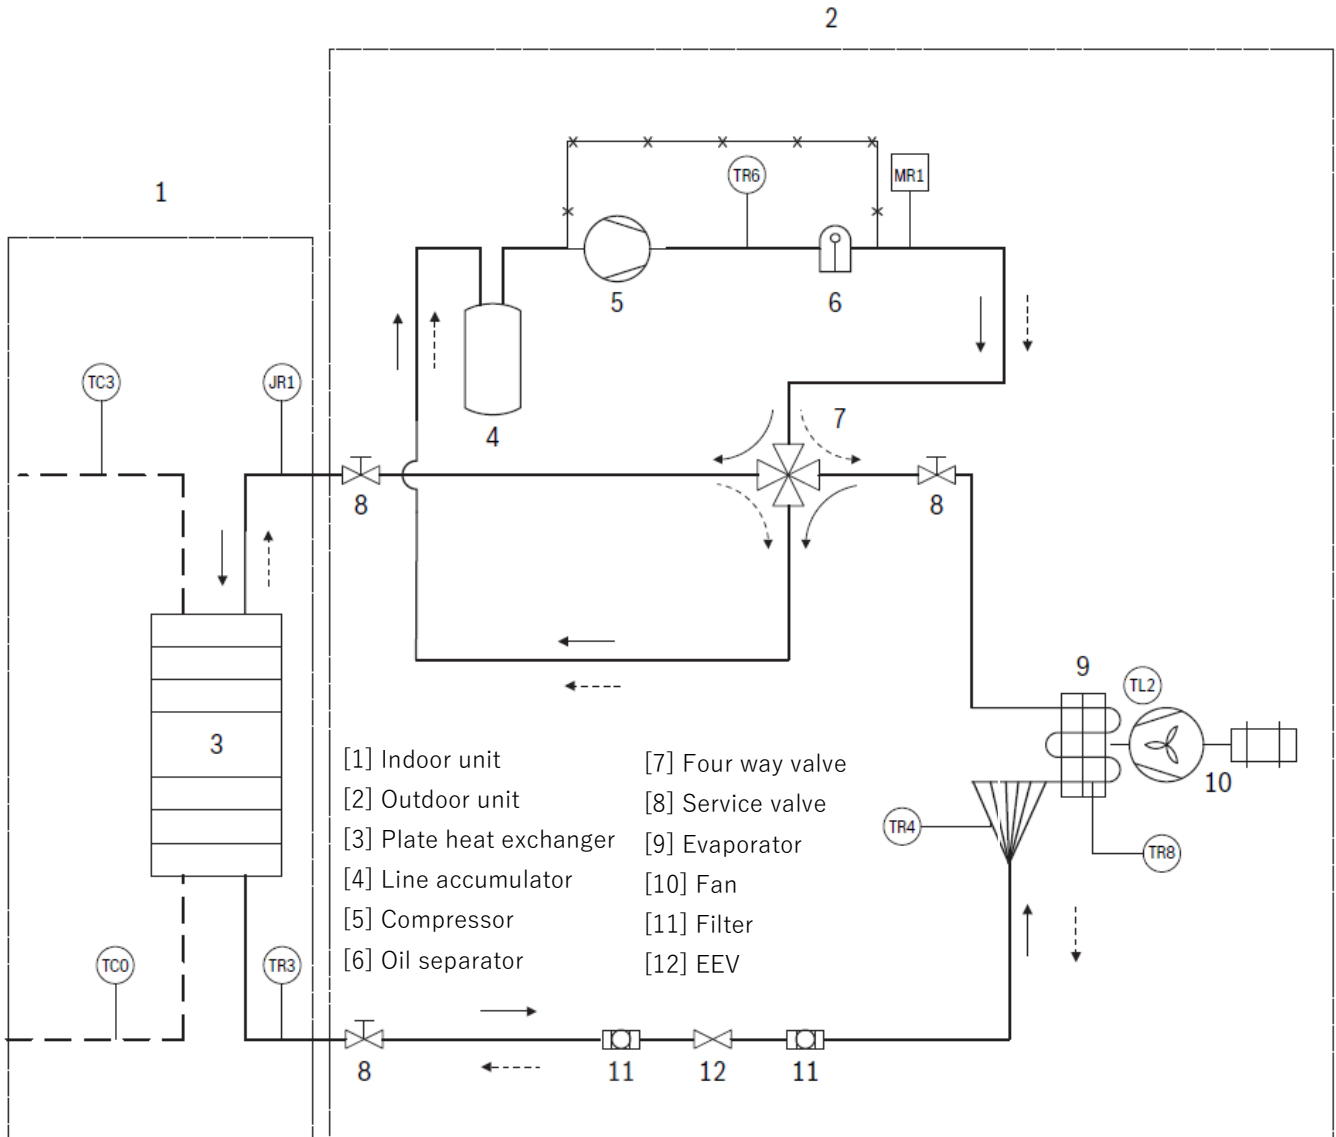 2
1
TR6
MR1
5
6
TC3
JR1
4
7
8
8
3
9
TL2
10
TR4
TR8
[1] Indoor unit
[2] Outdoor unit
[3] Plate heat exchanger
[4] Line accumulator
[5] Compressor
[6] Oil separator
[7] Four way valve
[8] Service valve
[9] Evaporator
[10] Fan
[11] Filter
[12] EEV
TC0
TR3
8
11
12
11